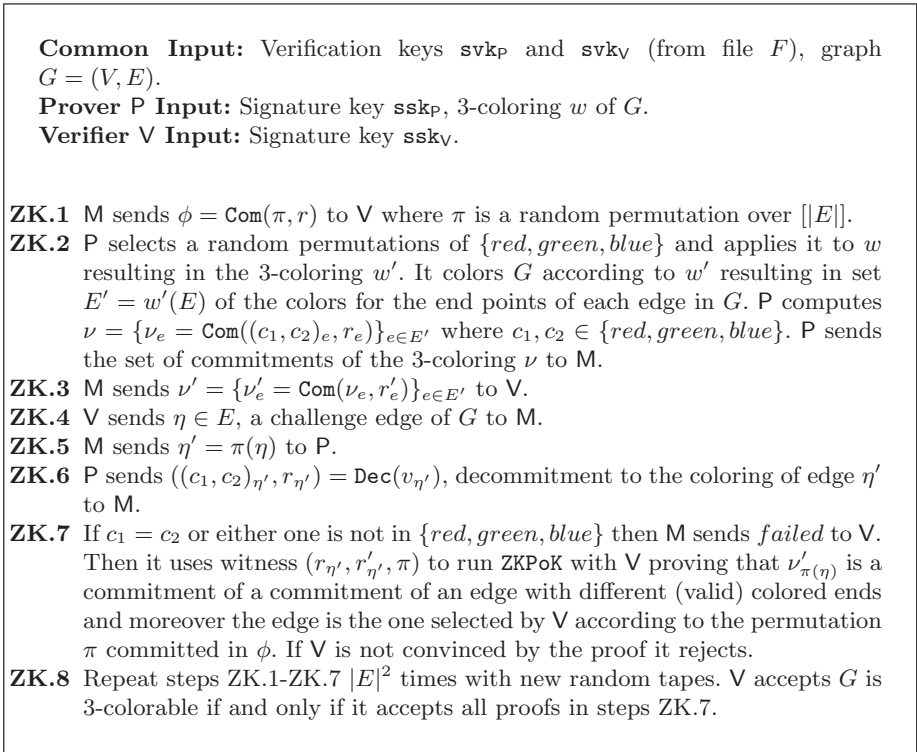 Common Input: Verification keys svk_P and svk_V (from file F), graph
G = (V, E).
Prover P Input: Signature key ssk_P, 3-coloring w of G.
Verifier V Input: Signature key ssk_V.
ZK.1 M sends ϕ = Com(π, r) to V where π is a random permutation over [|E|].
ZK.2 P selects a random permutations of {red, green, blue} and applies it to w
resulting in the 3-coloring w′. It colors G according to w′ resulting in set
E′ = w′(E) of the colors for the end points of each edge in G. P computes
ν = {ν_e = Com((c_1, c_2)_e, r_e)}_{e∈E′} where c_1, c_2 ∈ {red, green, blue}. P sends
the set of commitments of the 3-coloring ν to M.
ZK.3 M sends ν′ = {ν′_e = Com(ν_e, r′_e)}_{e∈E′} to V.
ZK.4 V sends η ∈ E, a challenge edge of G to M.
ZK.5 M sends η′ = π(η) to P.
ZK.6 P sends ((c_1, c_2)_{η′}, r_{η′}) = Dec(v_{η′}), decommitment to the coloring of edge η′
to M.
ZK.7 If c_1 = c_2 or either one is not in {red, green, blue} then M sends failed to V.
Then it uses witness (r_{η′}, r′_{η′}, π) to run ZKPoK with V proving that ν′_{π(η)} is a
commitment of a commitment of an edge with different (valid) colored ends
and moreover the edge is the one selected by V according to the permutation
π committed in ϕ. If V is not convinced by the proof it rejects.
ZK.8 Repeat steps ZK.1-ZK.7 |E|² times with new random tapes. V accepts G is
3-colorable if and only if it accepts all proofs in steps ZK.7.